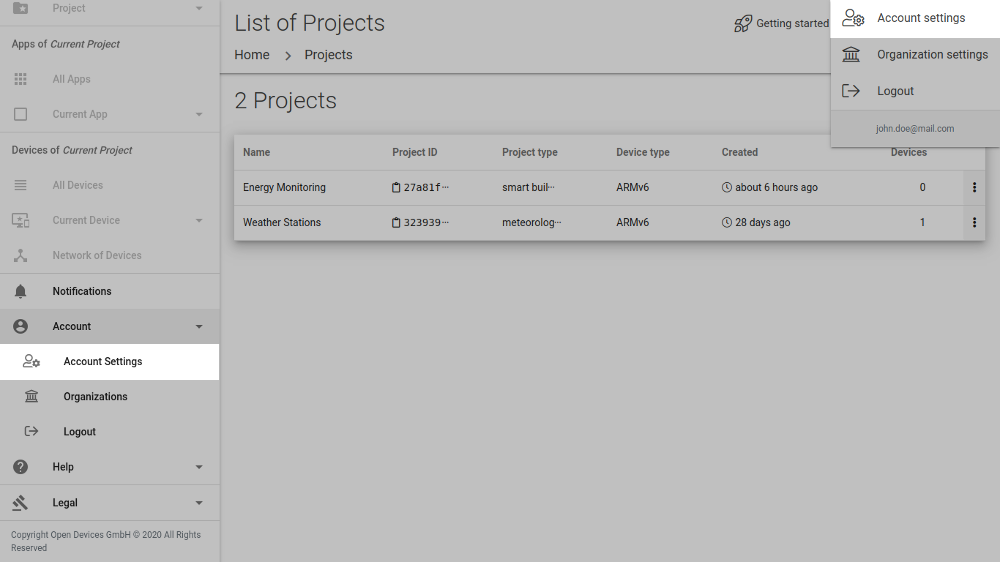 Project
Apps of Current Project
All Apps
Current App
Devices of Current Project
All Devices
Current Device
Network of Devices
Notifications
Account
Account Settings
Organizations
Logout
Help
Legal
Copyright Open Devices GmbH © 2020 All Rights
Reserved
List of Projects
Getting started
Home > Projects
Account settings
Organization settings
Logout
john.doe@mail.com
2 Projects
Name Project ID Project type Device type Created Devices
Energy Monitoring 27a81f··· smart buil··· ARMv6 about 6 hours ago 0
Weather Stations 323939··· meteorolog··· ARMv6 28 days ago 1